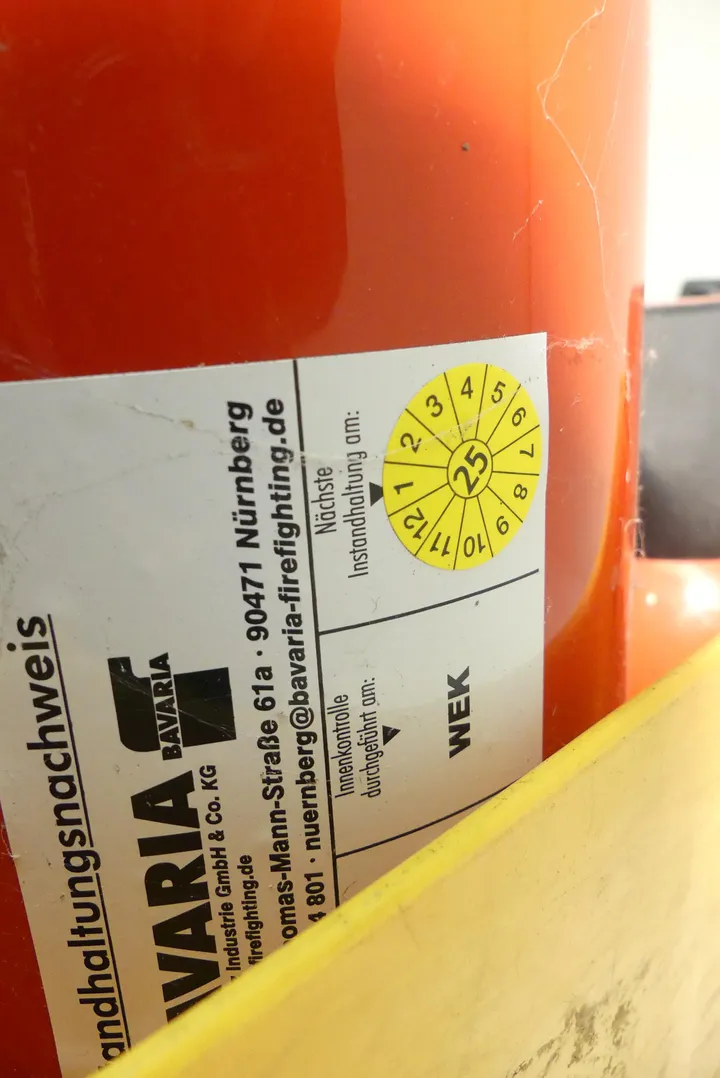 andhaltungsnachweis
VARIA
BAVARIA
Industrie GmbH & Co. KG
firefighting.de
omas-Mann-Straße 61a · 90471 Nürnberg
4 801 · nuernberg@bavaria-firefighting.de
Innenkontrolle
durchgeführt am:
WEK
Nächste
Instandhaltung am:
1 2 3 4 5 6 7 8 9 10 11 12
25